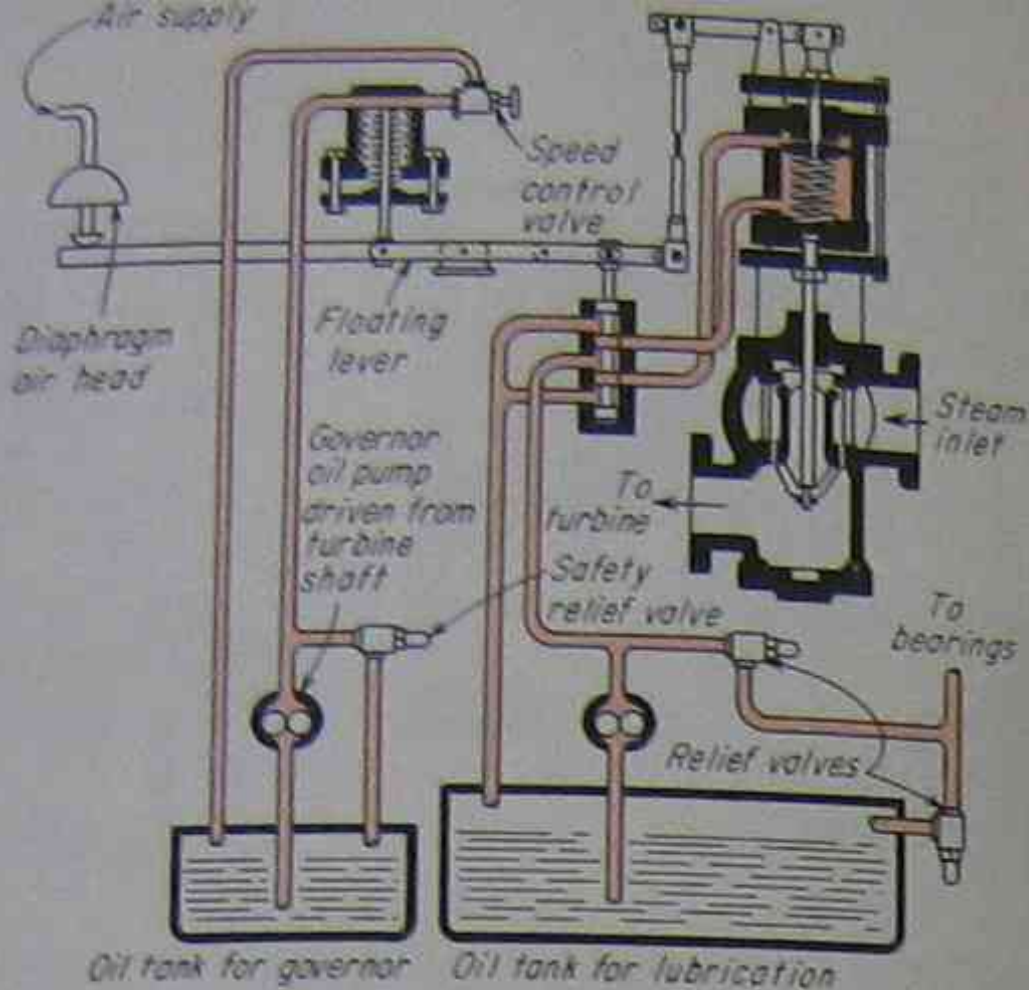 Air supply
Speed
control
valve
Diaphragm
air head
Floating
lever
Steam
inlet
Governor
oil pump
driven from
turbine
shaft
To
turbine
Safety
relief valve
To
bearings
Relief valves
Oil tank for governor
Oil tank for lubrication